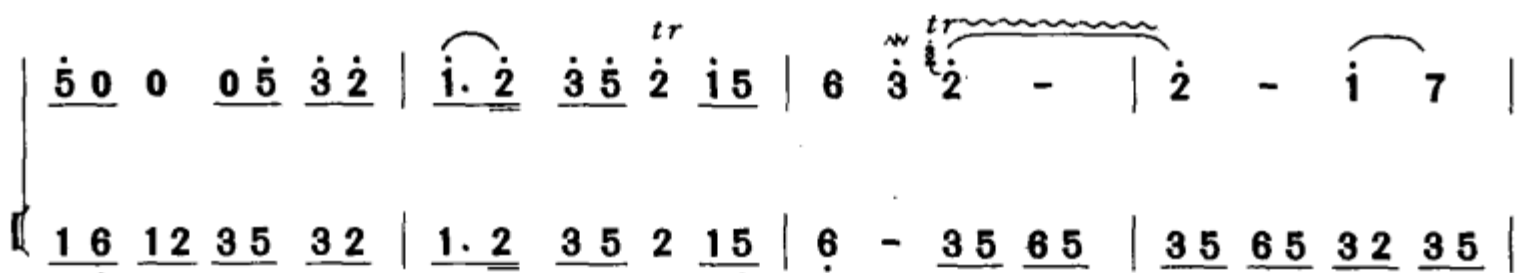 tr tr
| 5̇ 0 0 0 5̇ 3̇ 2̇ | 1̇. 2̇ 3̇ 5̇ 2̇ 1̇ 5 | 6 3̇ 2̇ - | 2̇ - 1̇ 7 |
1 6 1 2 3 5 3 2 | 1. 2 3 5 2 1 5 | 6̣ - 3 5 6 5 | 3 5 6 5 3 2 3 5 |